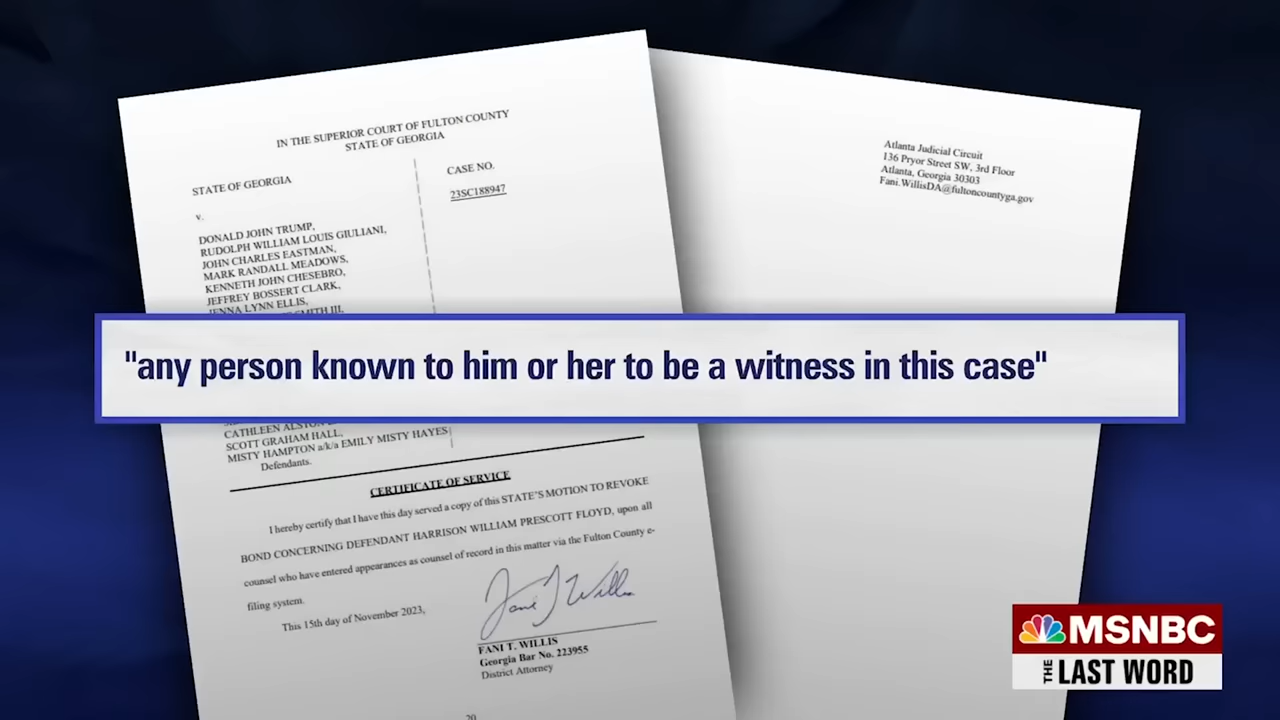 IN THE SUPERIOR COURT OF FULTON COUNTY
STATE OF GEORGIA
STATE OF GEORGIA
v.
DONALD JOHN TRUMP,
RUDOLPH WILLIAM LOUIS GIULIANI,
JOHN CHARLES EASTMAN,
MARK RANDALL MEADOWS,
KENNETH JOHN CHESEBRO,
JEFFREY BOSSERT CLARK,
JENNA LYNN ELLIS,
III,
CASE NO.
23SC188947
"any person known to him or her to be a witness in this case"
CATHLEEN ALSTON
SCOTT GRAHAM HALL,
MISTY HAMPTON a/k/a EMILY MISTY HAYES
Defendants.
CERTIFICATE OF SERVICE
I hereby certify that I have this day served a copy of this STATE'S MOTION TO REVOKE
BOND CONCERNING DEFENDANT HARRISON WILLIAM PRESCOTT FLOYD, upon all
counsel who have entered appearances as counsel of record in this matter via the Fulton County e-
filing system.
This 15th day of November 2023,
FANI T. WILLIS
Georgia Bar No. 223955
District Attorney
20
Atlanta Judicial Circuit
136 Pryor Street SW, 3rd Floor
Atlanta, Georgia 30303
Fani.WillisDA@fultoncountyga.gov
MSNBC
THE LAST WORD